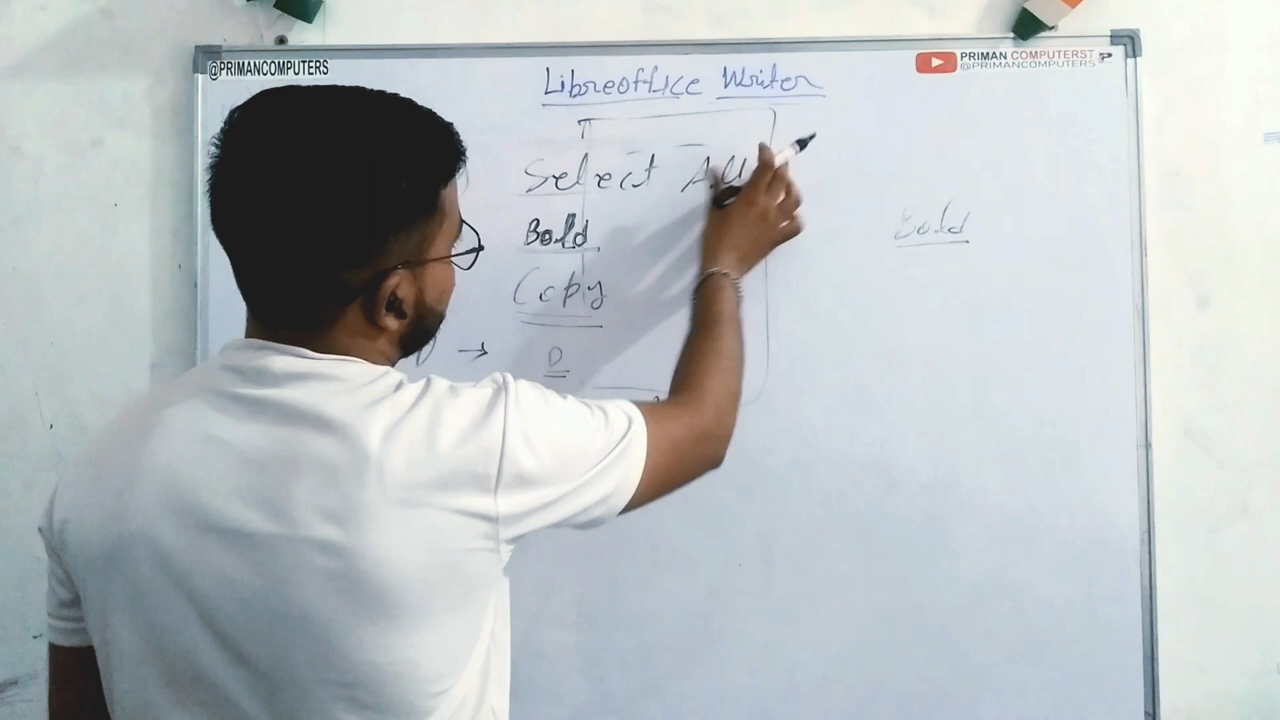 @PRIMANCOMPUTERS
PRIMAN COMPUTERST
@PRIMANCOMPUTERS
Libreoffice Writer
Select All
Bold
Bold
Copy
D → D